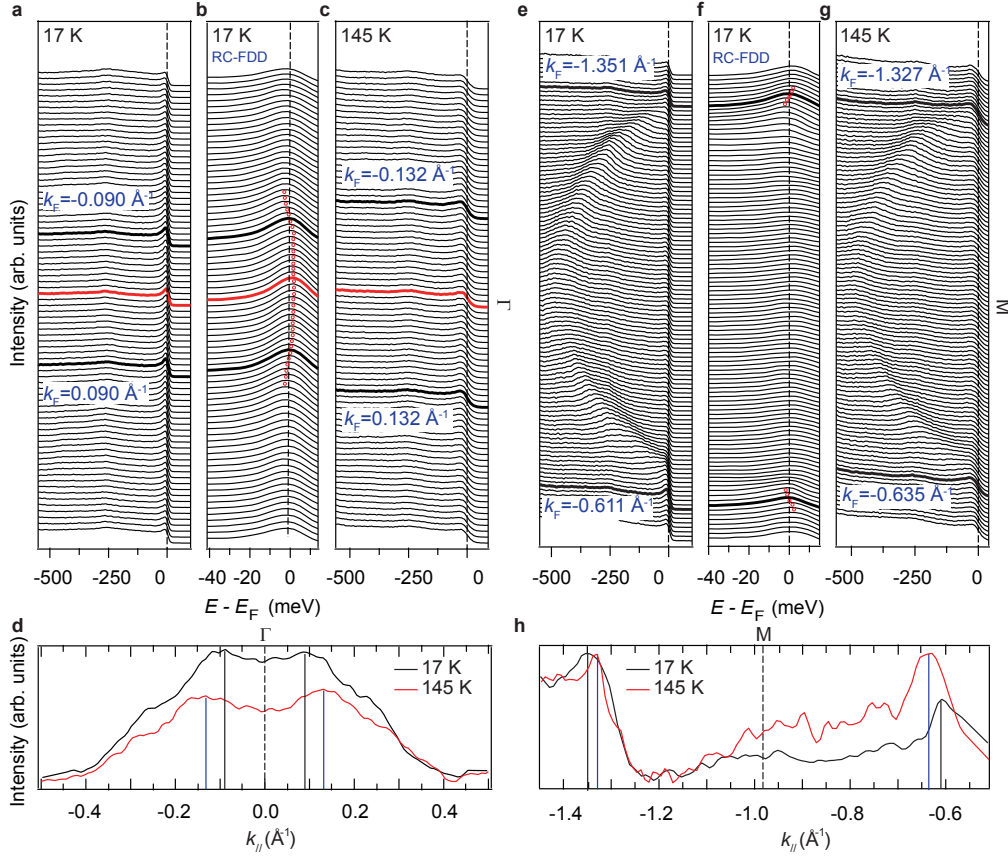 a
b
c
e
f
g
17 K
17 K
RC-FDD
145 K
17 K
17 K
RC-FDD
145 K
kF=-0.090 Å-1
kF=0.090 Å-1
kF=-0.132 Å-1
kF=0.132 Å-1
kF=-1.351 Å-1
kF=-0.611 Å-1
kF=-1.327 Å-1
kF=-0.635 Å-1
Intensity (arb. units)
Γ
M
-500 -250 0
-40 -20 0
-500 -250 0
-500 -250 0
-40 -20 0
-500 -250 0
E - EF (meV)
E - EF (meV)
d
Γ
17 K
145 K
Intensity (arb. units)
-0.4 -0.2 0.0 0.2 0.4
k// (Å-1)
h
M
17 K
145 K
-1.4 -1.2 -1.0 -0.8 -0.6
k// (Å-1)